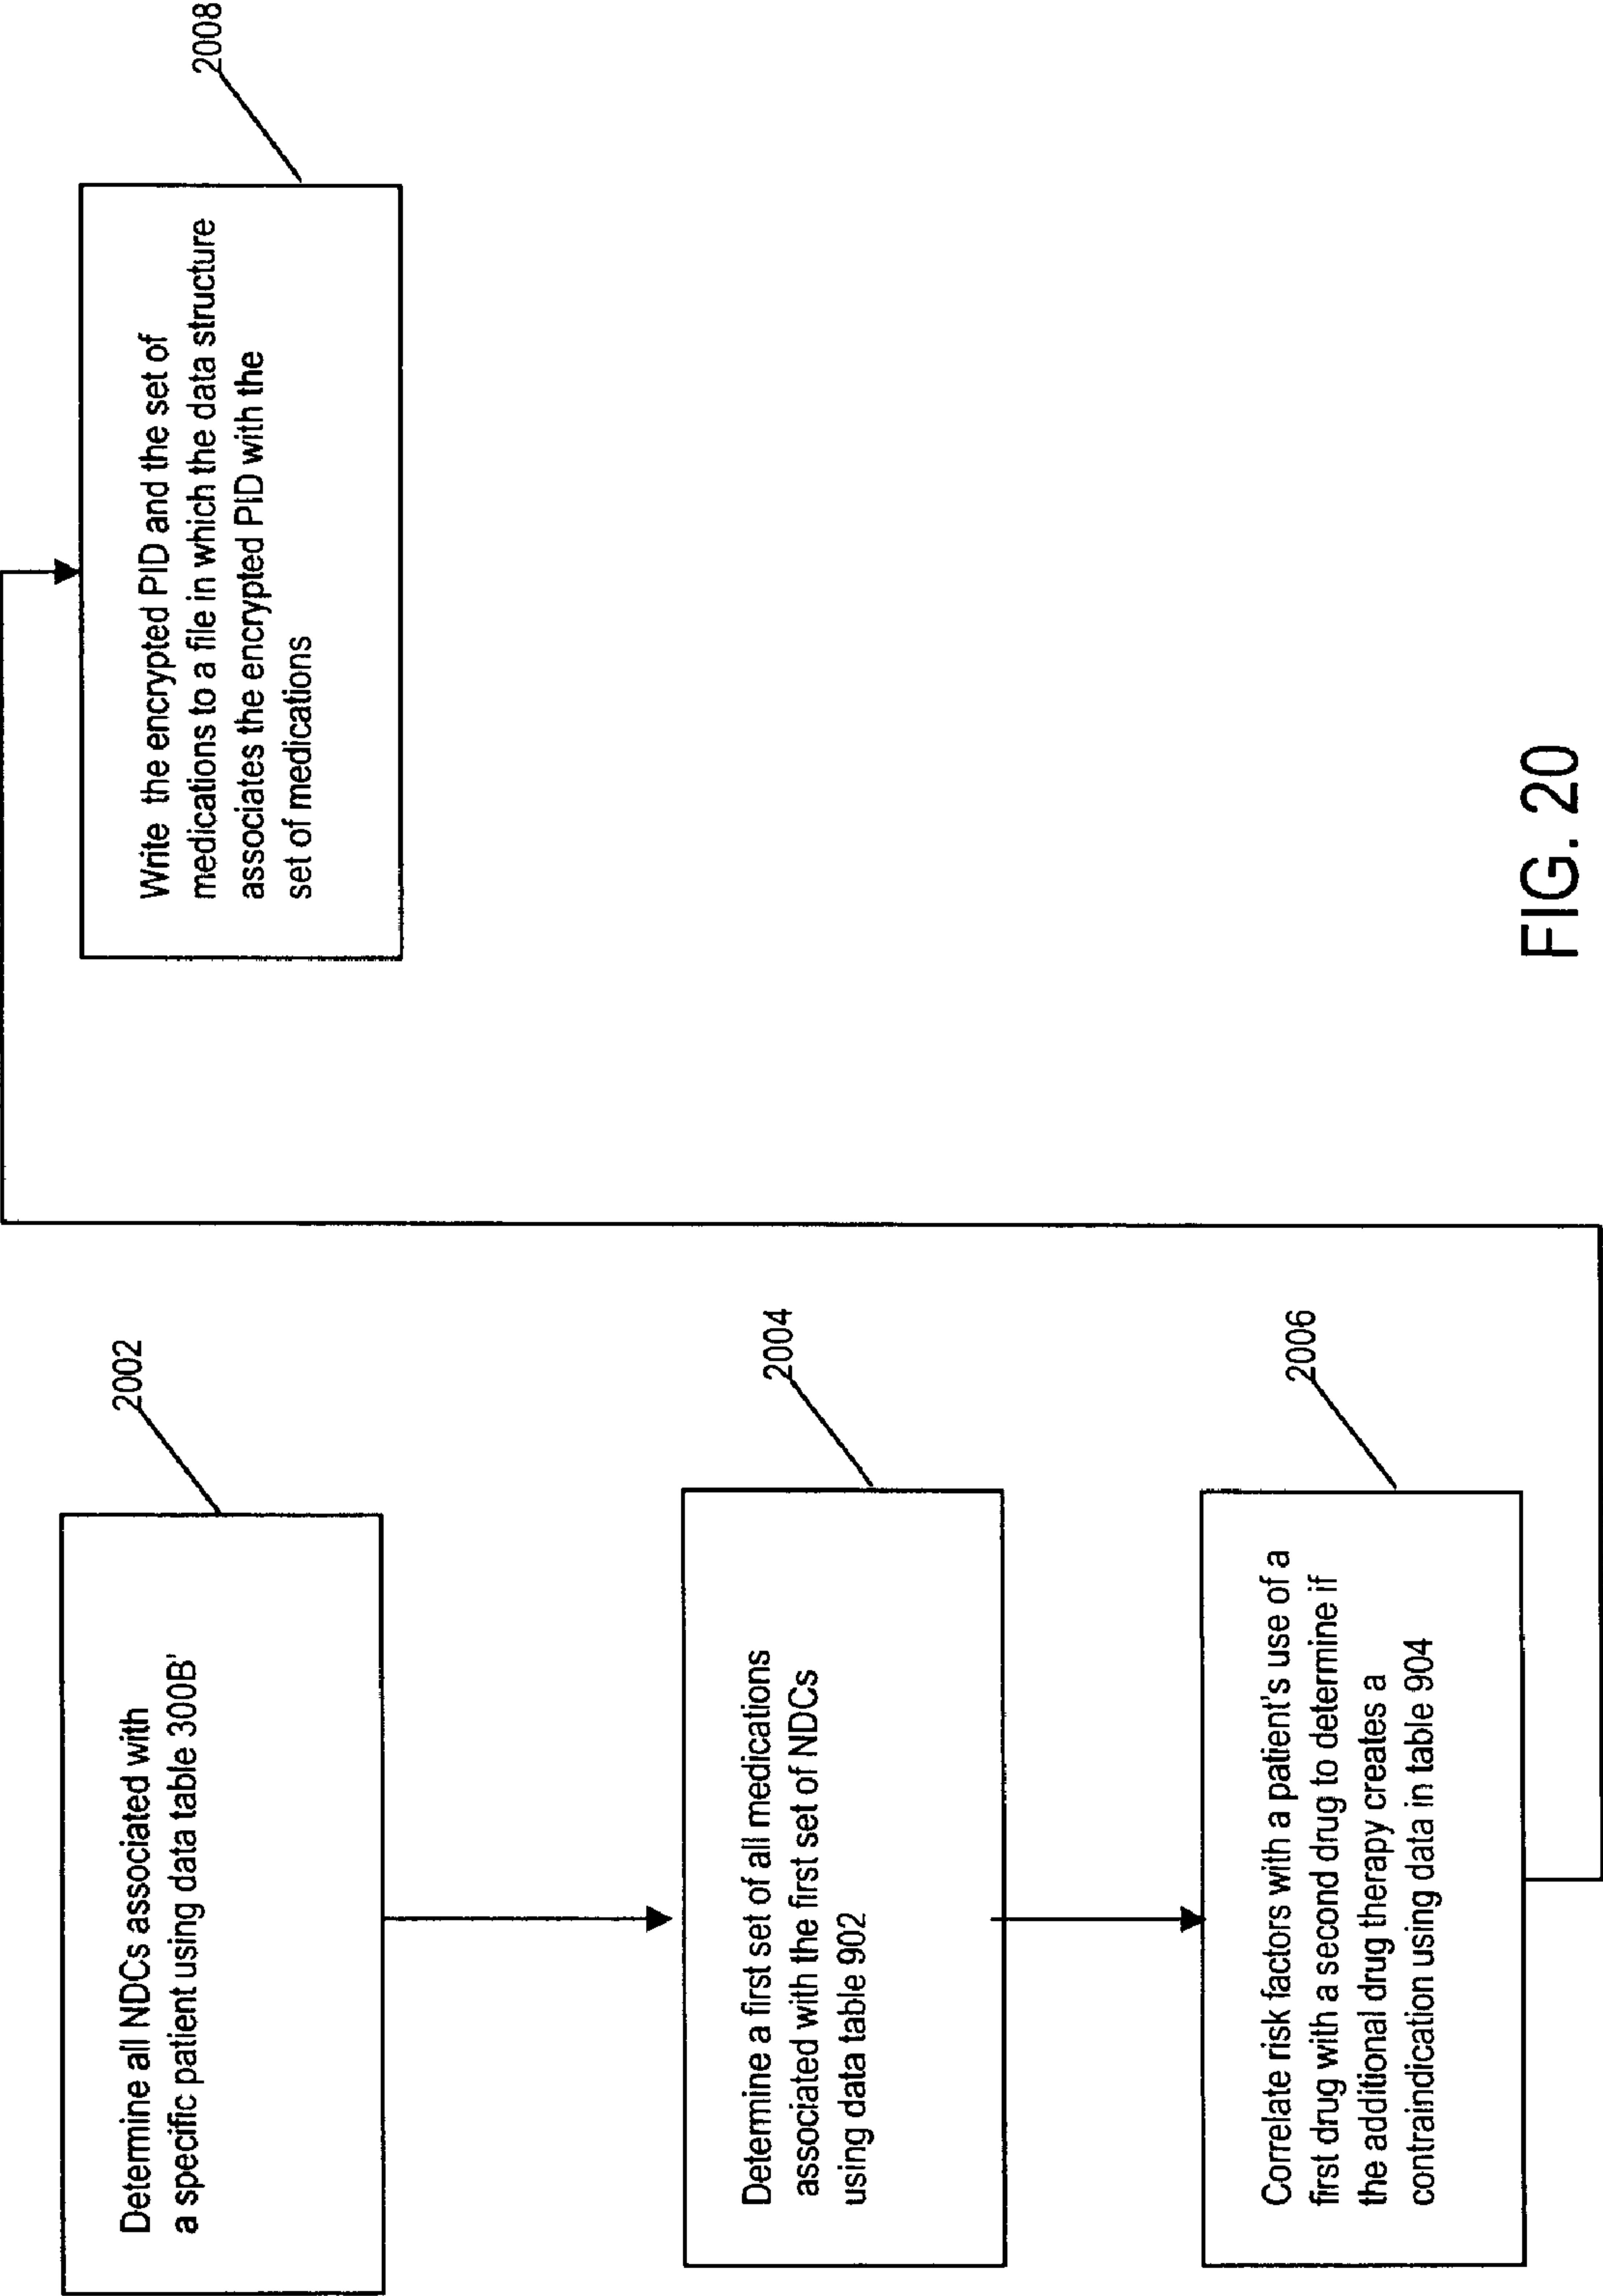 2002
Determine all NDCs associated with
a specific patient using data table 300B'
2004
Determine a first set of all medications
associated with the first set of NDCs
using data table 902
2006
Correlate risk factors with a patient's use of a
first drug with a second drug to determine if
the additional drug therapy creates a
contraindication using data in table 904
2008
Write the encrypted PID and the set of
medications to a file in which the data structure
associates the encrypted PID with the
set of medications
FIG. 20